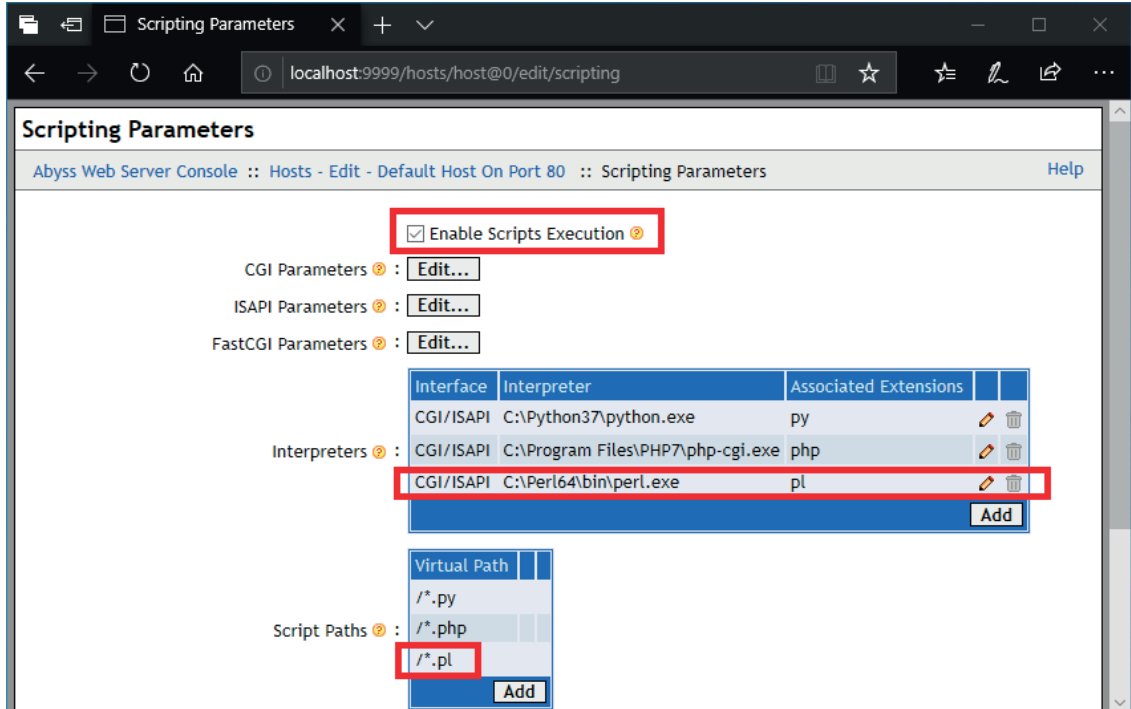 Scripting Parameters
localhost:9999/hosts/host@0/edit/scripting
Scripting Parameters
Abyss Web Server Console :: Hosts - Edit - Default Host On Port 80 :: Scripting Parameters Help
Enable Scripts Execution
CGI Parameters : Edit...
ISAPI Parameters : Edit...
FastCGI Parameters : Edit...
Interface Interpreter Associated Extensions
CGI/ISAPI C:\Python37\python.exe py
Interpreters : CGI/ISAPI C:\Program Files\PHP7\php-cgi.exe php
CGI/ISAPI C:\Perl64\bin\perl.exe pl
Add
Virtual Path
/*.py
Script Paths : /*.php
/*.pl
Add